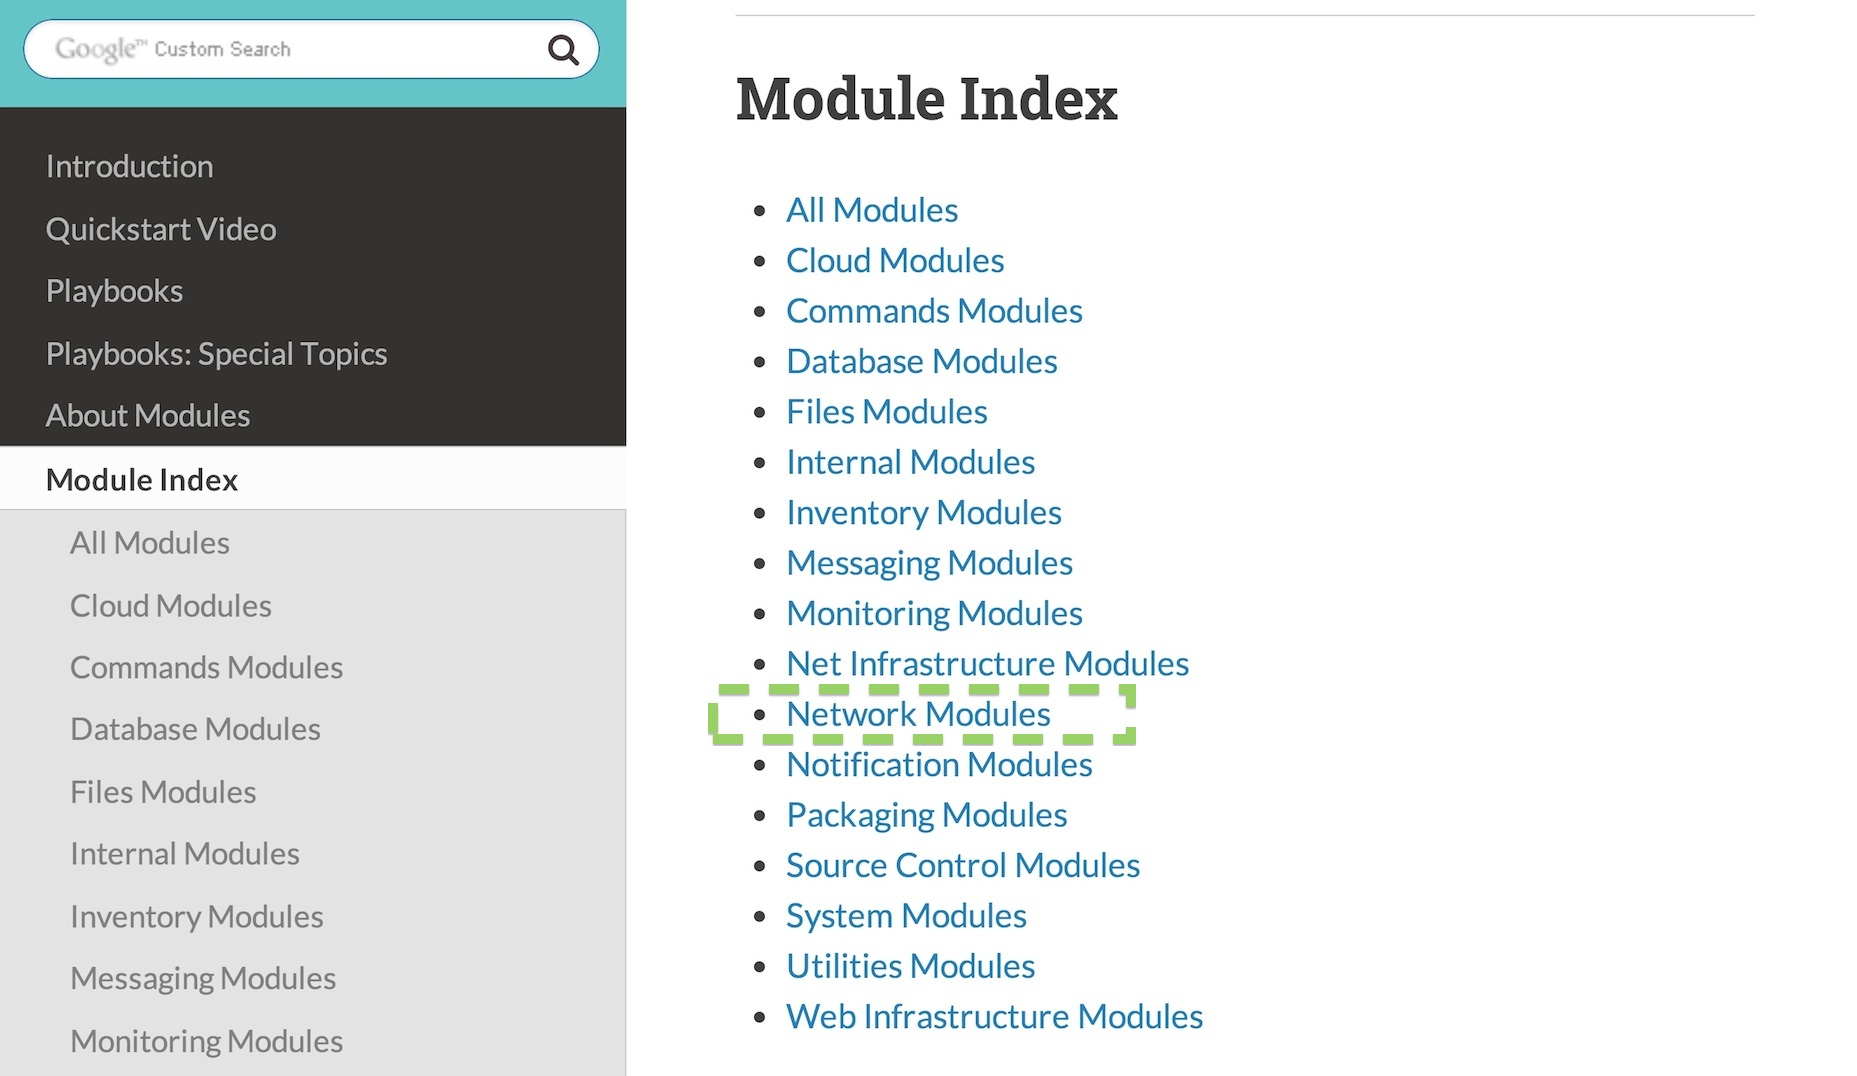 Google™ Custom Search
Introduction
Quickstart Video
Playbooks
Playbooks: Special Topics
About Modules
Module Index
All Modules
Cloud Modules
Commands Modules
Database Modules
Files Modules
Internal Modules
Inventory Modules
Messaging Modules
Monitoring Modules
Module Index
All Modules
Cloud Modules
Commands Modules
Database Modules
Files Modules
Internal Modules
Inventory Modules
Messaging Modules
Monitoring Modules
Net Infrastructure Modules
Network Modules
Notification Modules
Packaging Modules
Source Control Modules
System Modules
Utilities Modules
Web Infrastructure Modules